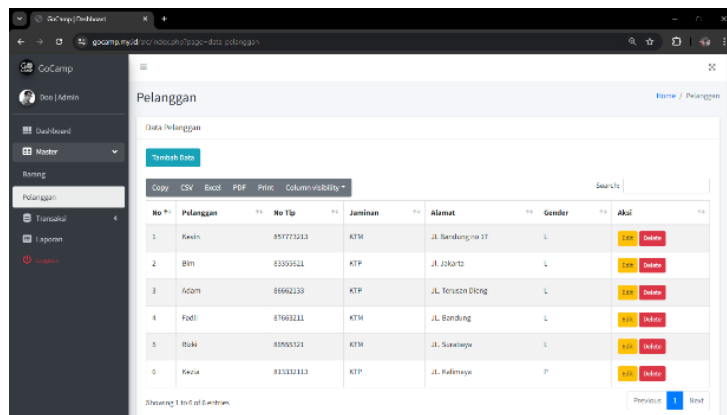 GoCamp | Dashboard
gocamp.my.id/src/index.php?page=data-pelanggan
GoCamp
Doo | Admin
Dashboard
Master
Barang
Pelanggan
Transaksi
Laporan
Logout
Pelanggan
Home / Pelanggan
Data Pelanggan
Tambah Data
Copy CSV Excel PDF Print Column visibility
Search:
No Pelanggan No Tlp Jaminan Alamat Gender Aksi
1 Kevin 857773213 KTM JL. Bandung no 17 L Edit Delete
2 Bim KTP Jl. Jakarta L Edit Delete
3 Adam 86662133 KTP JL. Terusan Dieng L Edit Delete
4 Fadil 87663211 KTM JL. Bandung L Edit Delete
5 Rizki KTM JL. Surabaya L Edit Delete
6 Kezia 813332113 KTP JL. Kalimaya P Edit Delete
Showing 1 to 6 of 6 entries
Previous 1 Next